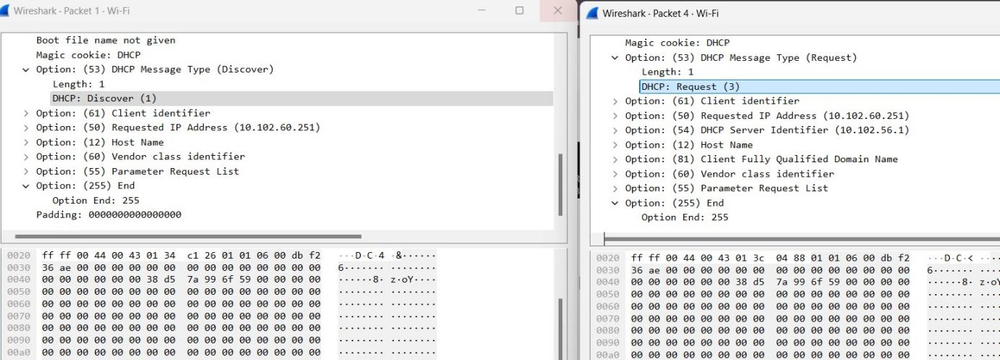 Wireshark · Packet 1 · Wi-Fi
Boot file name not given
Magic cookie: DHCP
Option: (53) DHCP Message Type (Discover)
Length: 1
DHCP: Discover (1)
Option: (61) Client identifier
Option: (50) Requested IP Address (10.102.60.251)
Option: (12) Host Name
Option: (60) Vendor class identifier
Option: (55) Parameter Request List
Option: (255) End
Option End: 255
Padding: 0000000000000000
0020 ff ff 00 44 00 43 01 34 c1 26 01 01 06 00 db f2 ···D·C·4 ·&······
0030 36 ae 00 00 00 00 00 00 00 00 00 00 00 00 00 00 6······· ········
0040 00 00 00 00 00 00 38 d5 7a 99 6f 59 00 00 00 00 ······8· z·oY····
0050 00 00 00 00 00 00 00 00 00 00 00 00 00 00 00 00 ········ ········
0060 00 00 00 00 00 00 00 00 00 00 00 00 00 00 00 00 ········ ········
0070 00 00 00 00 00 00 00 00 00 00 00 00 00 00 00 00 ········ ········
0080 00 00 00 00 00 00 00 00 00 00 00 00 00 00 00 00 ········ ········
0090 00 00 00 00 00 00 00 00 00 00 00 00 00 00 00 00 ········ ········
00a0 00 00 00 00 00 00 00 00 00 00 00 00 00 00 00 00 ········ ········
Wireshark · Packet 4 · Wi-Fi
Magic cookie: DHCP
Option: (53) DHCP Message Type (Request)
Length: 1
DHCP: Request (3)
Option: (61) Client identifier
Option: (50) Requested IP Address (10.102.60.251)
Option: (54) DHCP Server Identifier (10.102.56.1)
Option: (12) Host Name
Option: (81) Client Fully Qualified Domain Name
Option: (60) Vendor class identifier
Option: (55) Parameter Request List
Option: (255) End
Option End: 255
0020 ff ff 00 44 00 43 01 3c 04 88 01 01 06 00 db f2 ···D·C·< ····
0030 36 ae 00 00 00 00 00 00 00 00 00 00 00 00 00 00 6······· ····
0040 00 00 00 00 00 00 38 d5 7a 99 6f 59 00 00 00 00 ······8· z·oY
0050 00 00 00 00 00 00 00 00 00 00 00 00 00 00 00 00 ········ ····
0060 00 00 00 00 00 00 00 00 00 00 00 00 00 00 00 00 ········ ····
0070 00 00 00 00 00 00 00 00 00 00 00 00 00 00 00 00 ········ ····
0080 00 00 00 00 00 00 00 00 00 00 00 00 00 00 00 00 ········ ····
0090 00 00 00 00 00 00 00 00 00 00 00 00 00 00 00 00 ········ ····
00a0 00 00 00 00 00 00 00 00 00 00 00 00 00 00 00 00 ········ ····